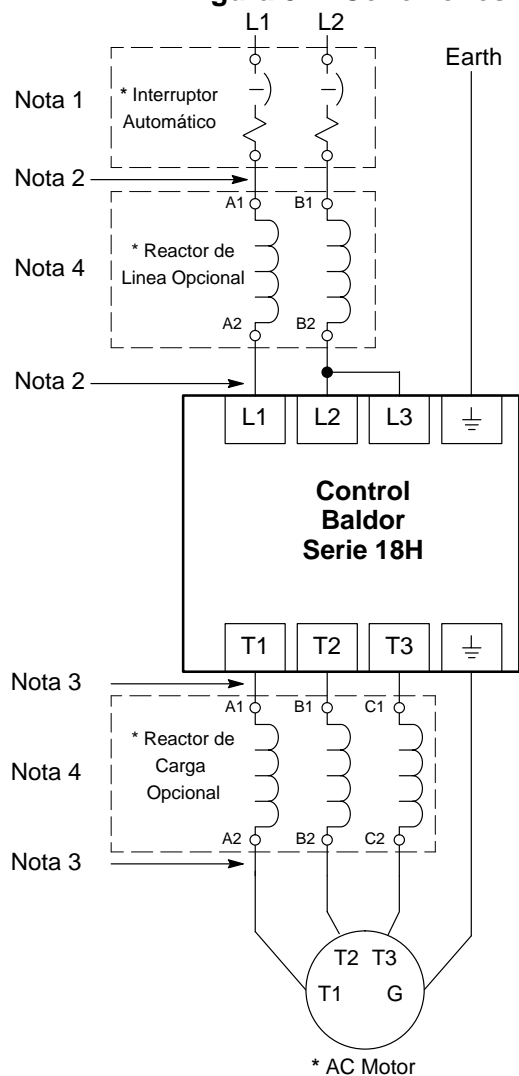 L1 L2
Earth
Nota 1
* Interruptor
Automático
Nota 2
A1 B1
* Reactor de
Linea Opcional
Nota 4
A2 B2
Nota 2
L1 L2 L3
Control
Baldor
Serie 18H
T1 T2 T3
Nota 3
A1 B1 C1
* Reactor de
Carga
Opcional
Nota 4
A2 B2 C2
Nota 3
T2 T3
T1 G
* AC Motor